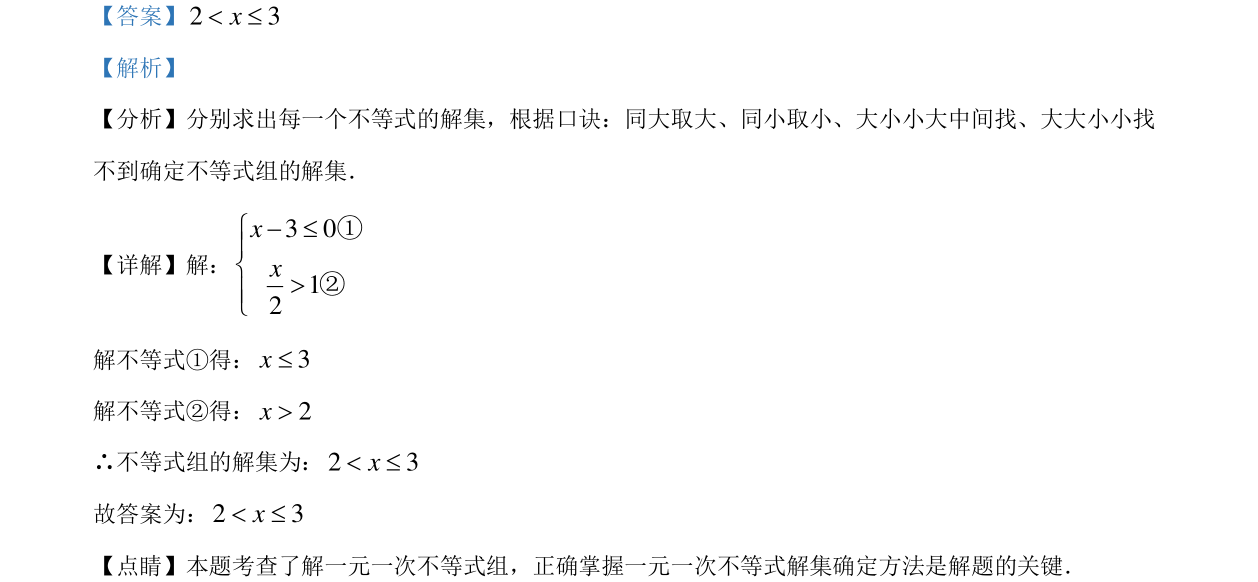 【答案】2 < x ≤ 3
【解析】
【分析】分别求出每一个不等式的解集，根据口诀：同大取大、同小取小、大小小大中间找、大大小小找
不到确定不等式组的解集．
【详解】解：{ x − 3 ≤ 0①
x/2 > 1②
解不等式①得：x ≤ 3
解不等式②得：x > 2
∴不等式组的解集为：2 < x ≤ 3
故答案为：2 < x ≤ 3
【点睛】本题考查了解一元一次不等式组，正确掌握一元一次不等式解集确定方法是解题的关键．